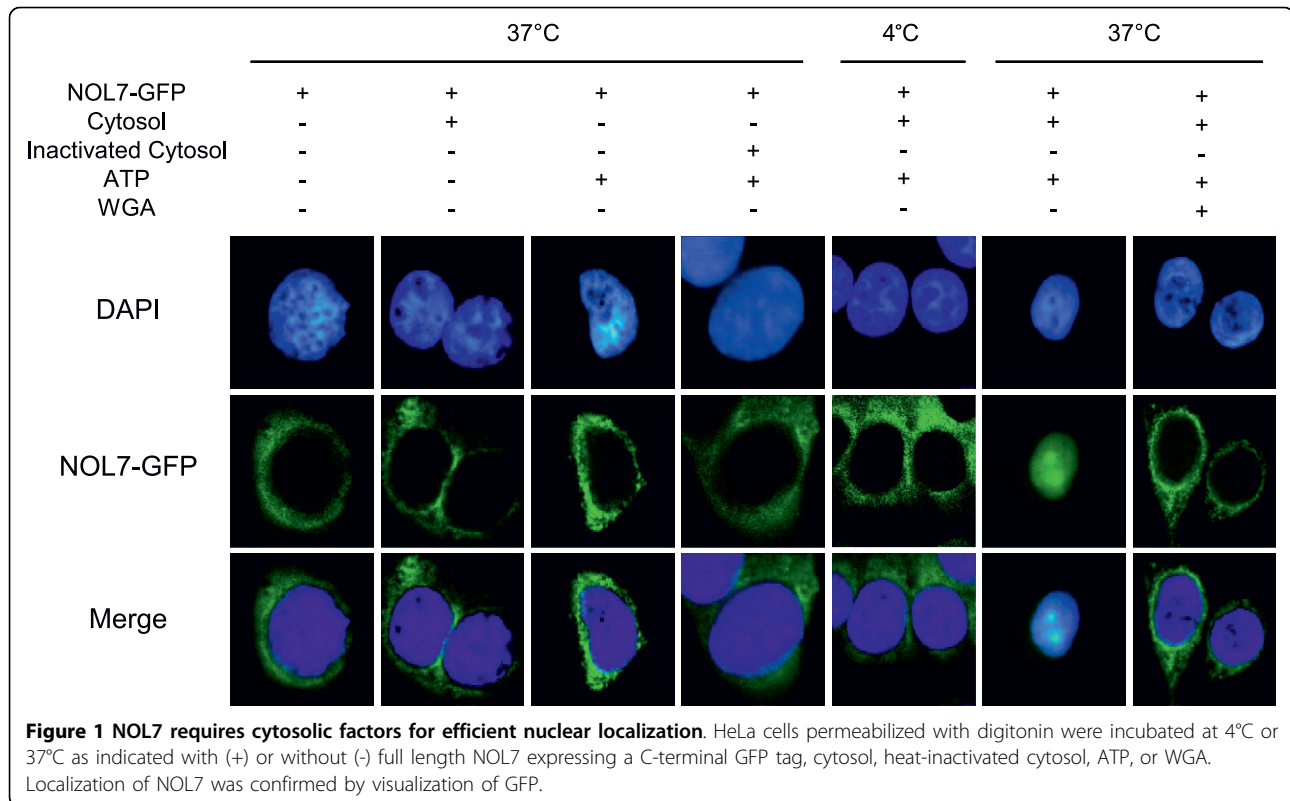 37°C 4°C 37°C
NOL7-GFP + + + + + + +
Cytosol - + - - + + +
Inactivated Cytosol - - - + - - -
ATP - - + + + + +
WGA - - - - - - +
DAPI
NOL7-GFP
Merge
Figure 1 NOL7 requires cytosolic factors for efficient nuclear localization. HeLa cells permeabilized with digitonin were incubated at 4°C or
37°C as indicated with (+) or without (-) full length NOL7 expressing a C-terminal GFP tag, cytosol, heat-inactivated cytosol, ATP, or WGA.
Localization of NOL7 was confirmed by visualization of GFP.